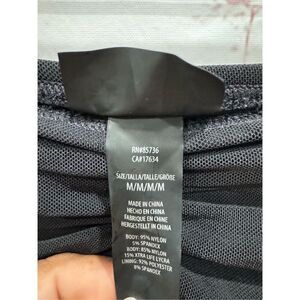 RN#85736
CA#17634
SIZE/TALLA/TAILLE/GRÖßE
M/M/M/M
MADE IN CHINA
HECHO EN CHINA
FABRIQUE EN CHINE
HERGESTELLT IN CHINA
BODY: 95% NYLON
5% SPANDEX
BODY: 85% NYLON
15% XTRA LIFE LYCRA
LINING: 92% POLYESTER
8% SPANDEX